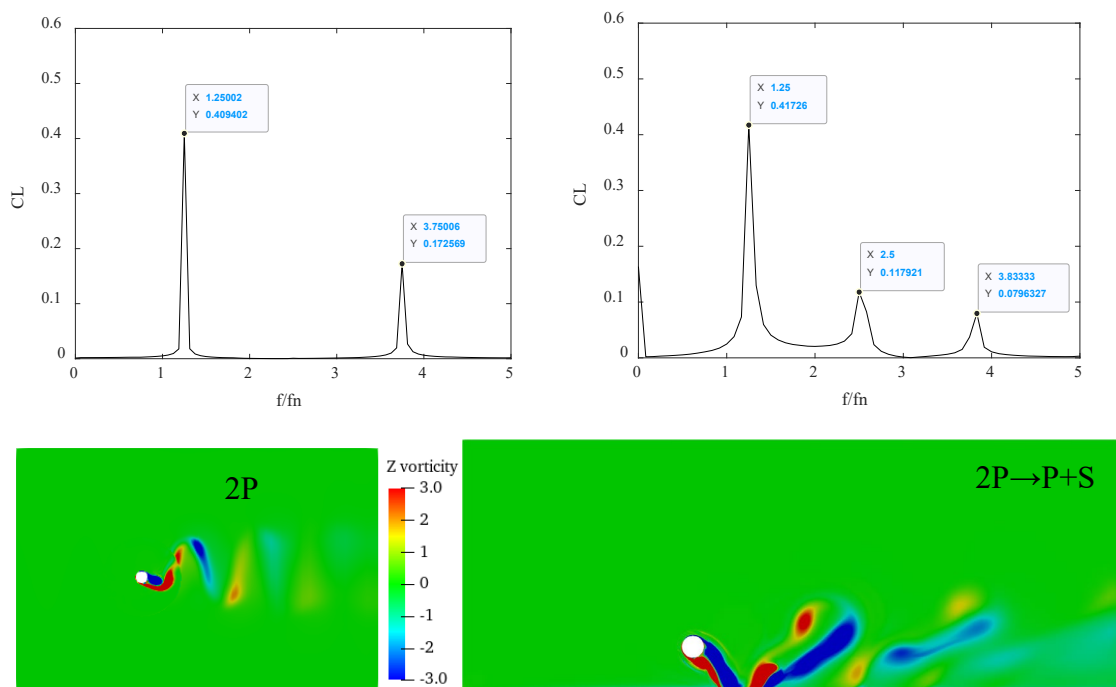 0.6
0.5
0.4
0.3
0.2
0.1
0
CL
X 1.25002
Y 0.409402
X 3.75006
Y 0.172569
0 1 2 3 4 5
f/fn
0.6
0.5
0.4
0.3
0.2
0.1
0
CL
X 1.25
Y 0.41726
X 2.5
Y 0.117921
X 3.83333
Y 0.0796327
0 1 2 3 4 5
f/fn
2P
Z vorticity
3.0
2
1
0
-1
-2
-3.0
2P→P+S